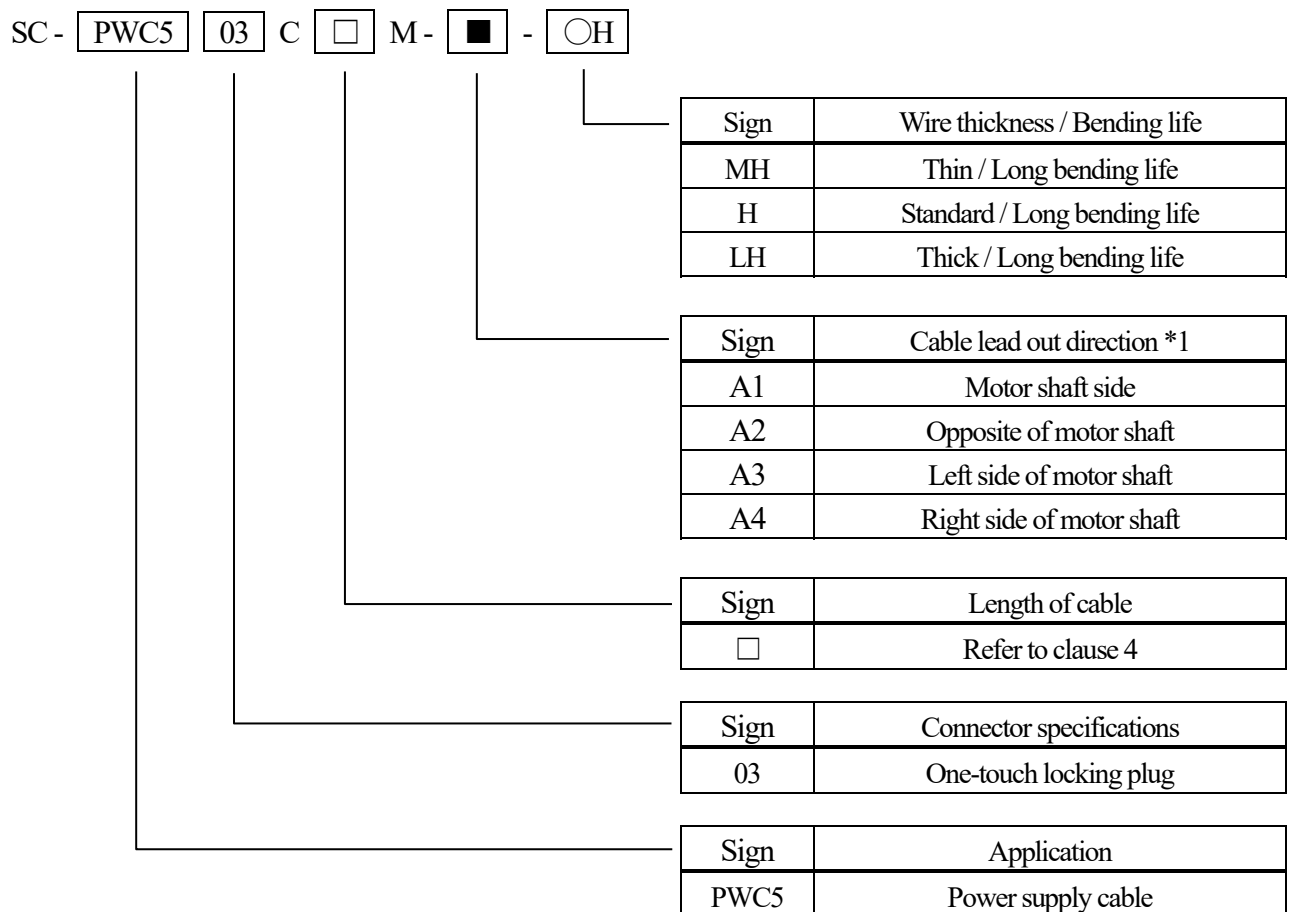 SC - PWC5 03 C □ M - ■ - ○H
Sign Wire thickness / Bending life
MH Thin / Long bending life
H Standard / Long bending life
LH Thick / Long bending life
Sign Cable lead out direction *1
A1 Motor shaft side
A2 Opposite of motor shaft
A3 Left side of motor shaft
A4 Right side of motor shaft
Sign Length of cable
□ Refer to clause 4
Sign Connector specifications
03 One-touch locking plug
Sign Application
PWC5 Power supply cable